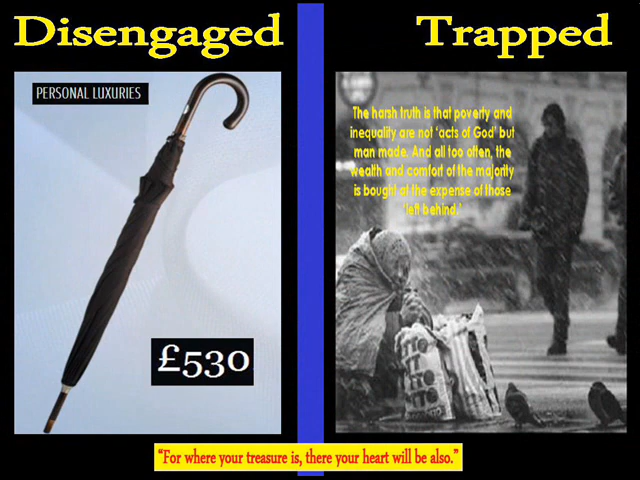 Disengaged
Trapped
PERSONAL LUXURIES
£530
The harsh truth is that poverty and
inequality are not 'acts of God' but
man made. And all too often, the
wealth and comfort of the majority
is bought at the expense of those
'left behind.'
"For where your treasure is, there your heart will be also."